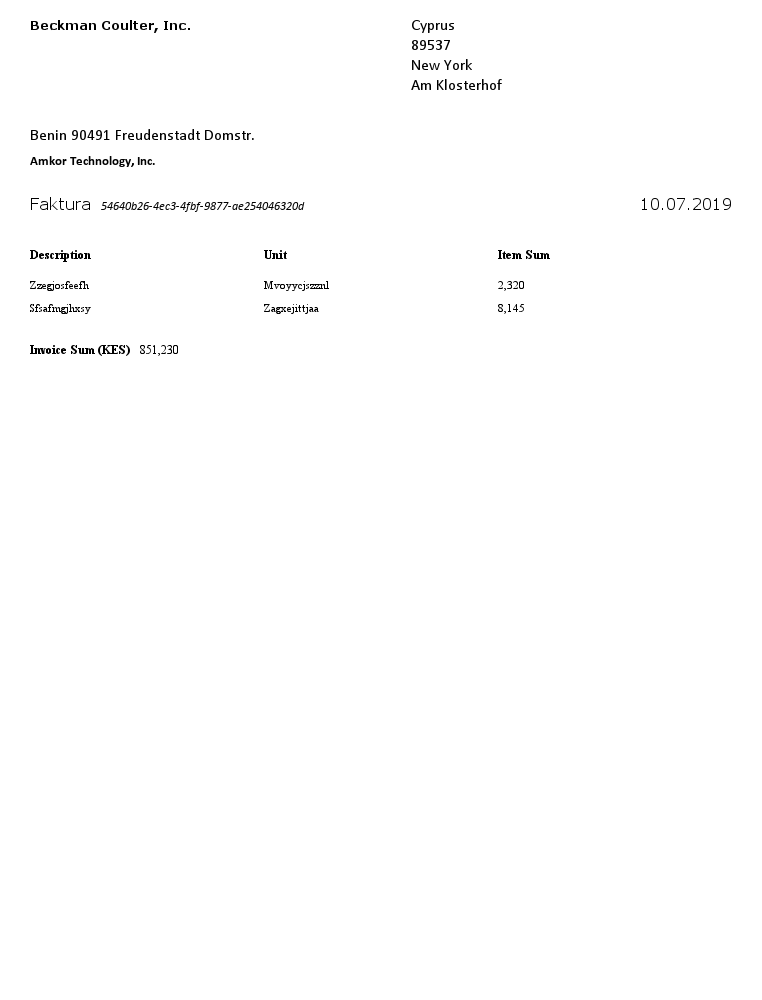 Beckman Coulter, Inc.
Cyprus
89537
New York
Am Klosterhof
Benin 90491 Freudenstadt Domstr.
Amkor Technology, Inc.
Faktura 54640b26-4ec3-4fbf-9877-ae254046320d 10.07.2019
Description Unit Item Sum
Zzegjosfeefh Mvoyycjszznl 2,320
Sfsafmgjhxsy Zagxejittjaa 8,145
Invoice Sum (KES) 851,230